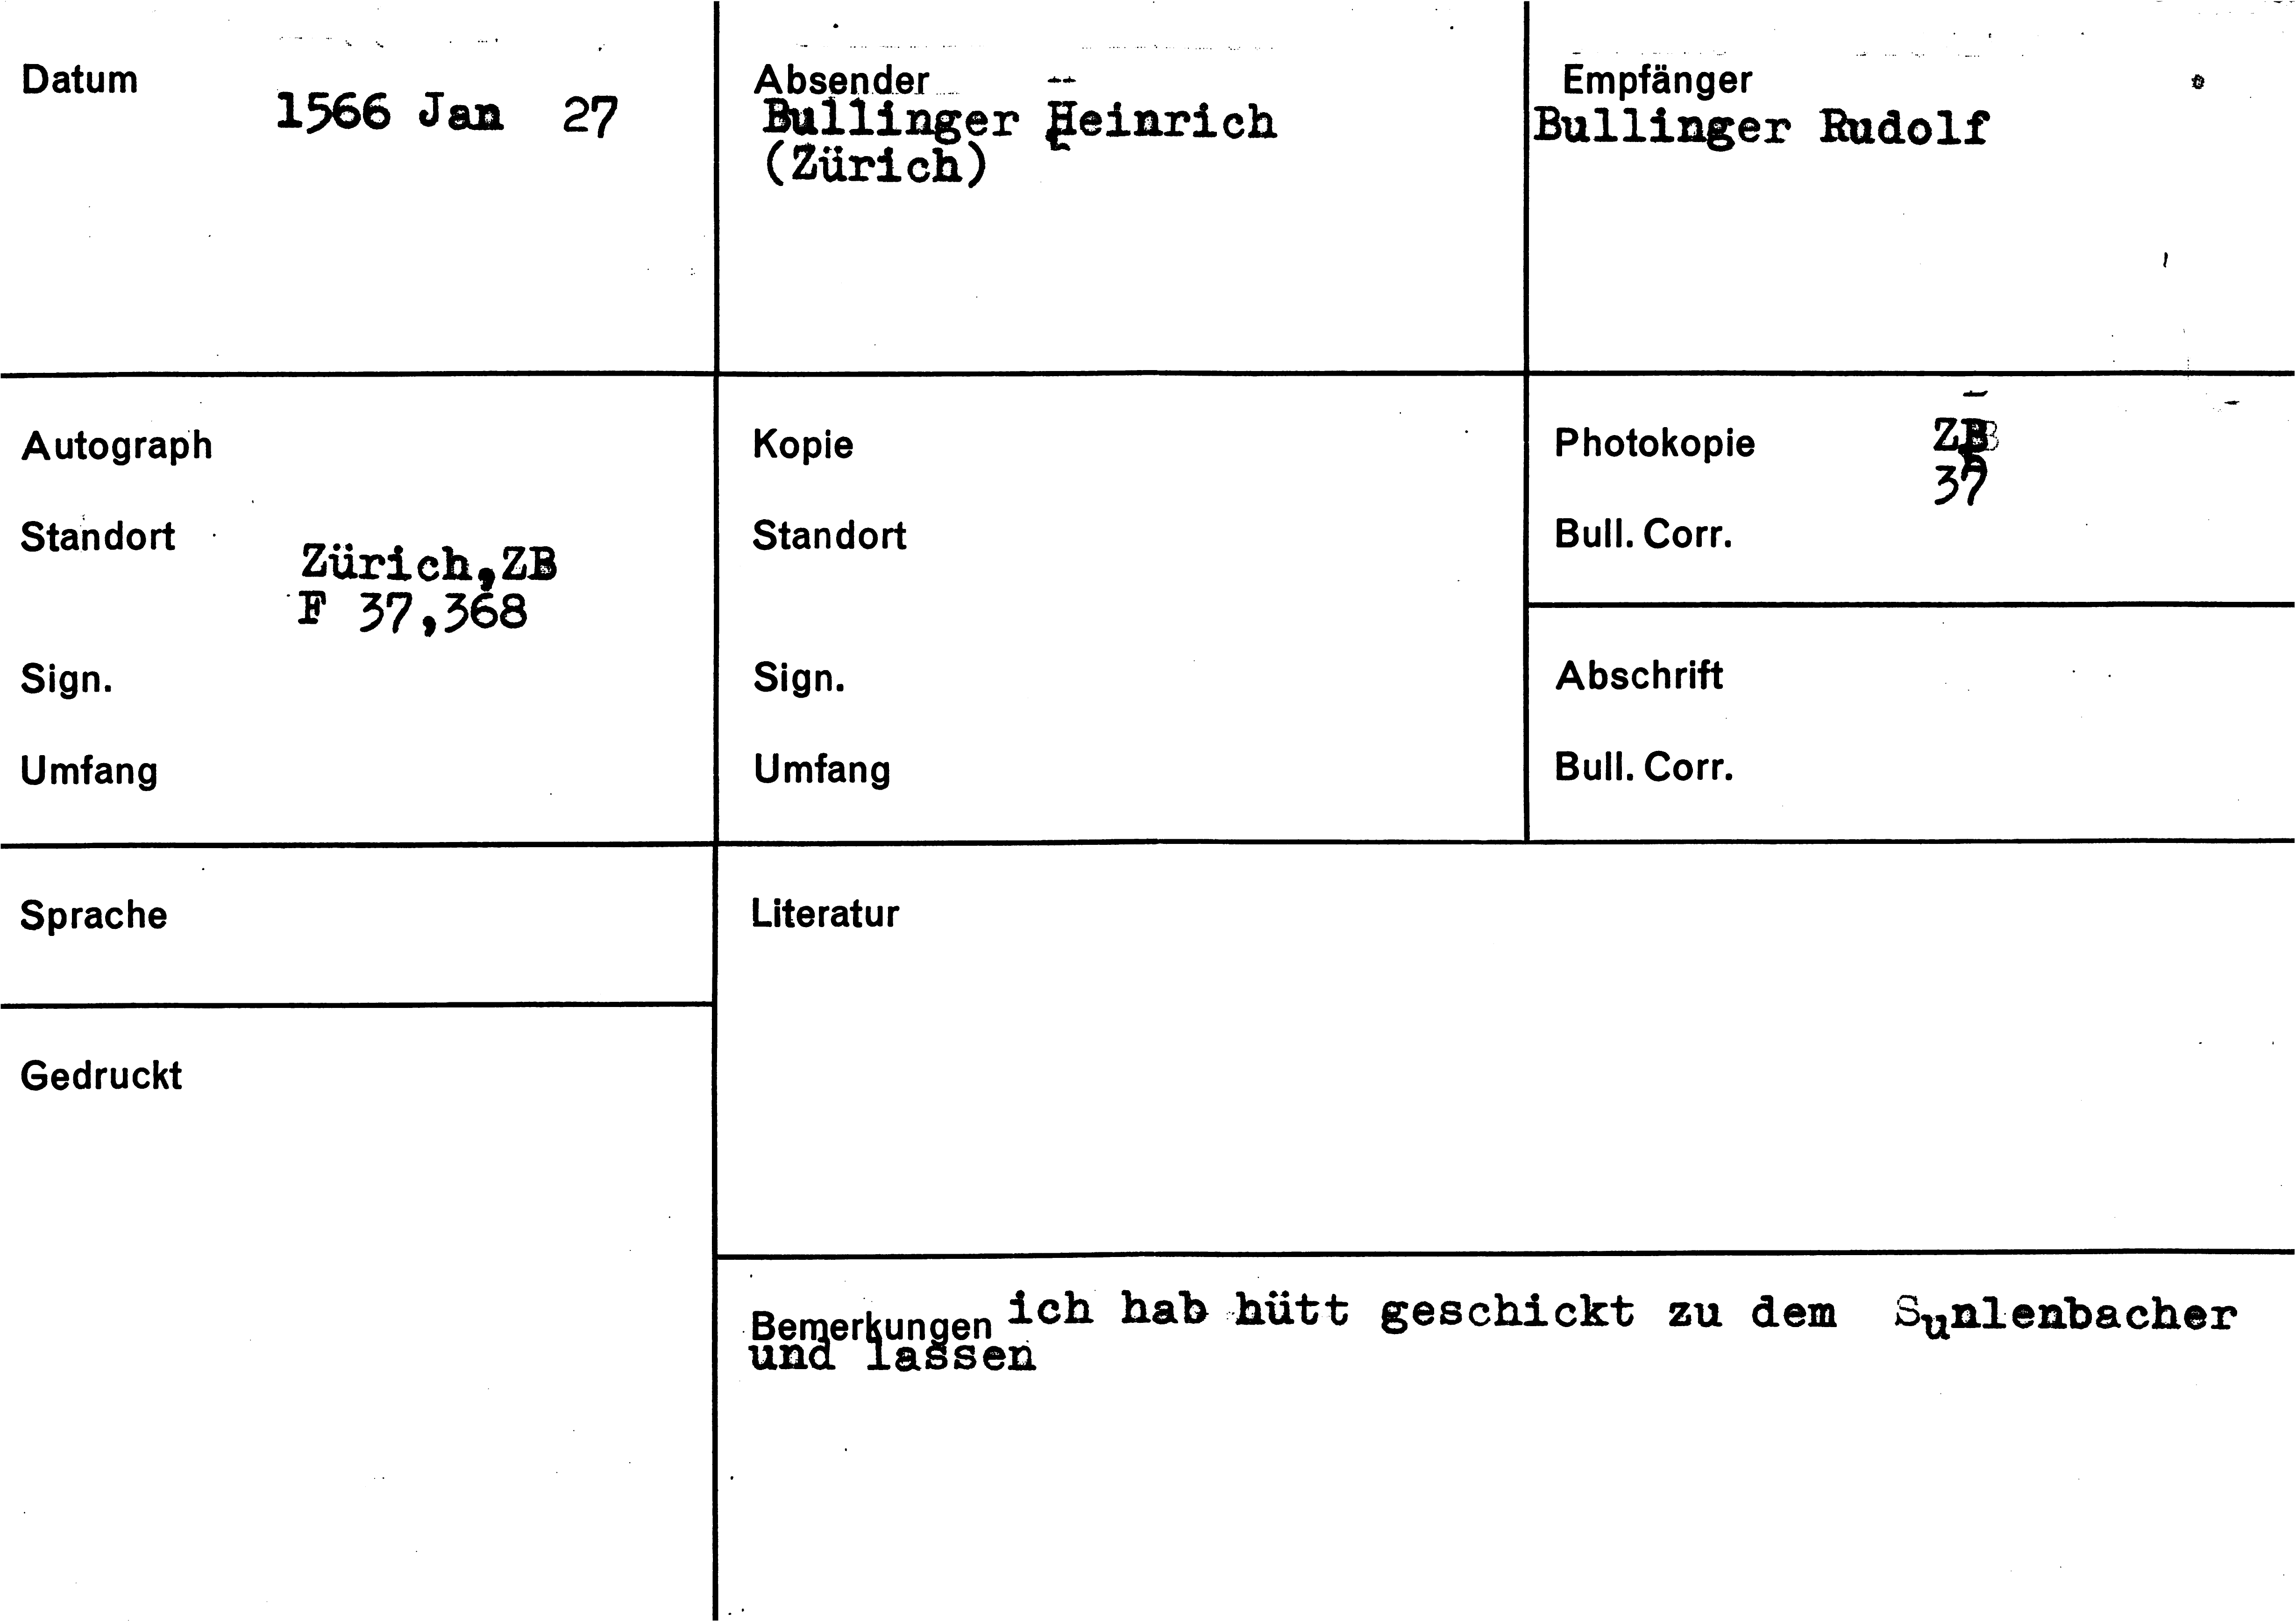 Datum
1566 Jan 27
Absender
Bullinger Heinrich
(Zürich)
Empfänger
Bullinger Rudolf
Autograph
Standort
Zürich,ZB
F 37,368
Sign.
Umfang
Kopie
Standort
Sign.
Umfang
Photokopie
ZB
37
Bull. Corr.
Abschrift
Bull. Corr.
Sprache
Gedruckt
Literatur
Bemerkungen ich hab hütt geschickt zu dem Sunlenbacher
und lassen